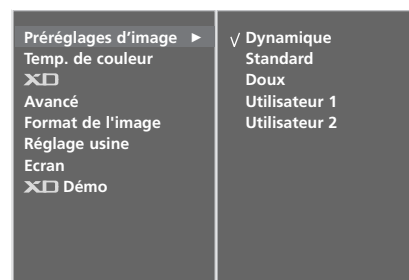 Préréglages d’image ►
Temp. de couleur
XD
Avancé
Format de l'image
Réglage usine
Ecran
XD Démo
√ Dynamique
Standard
Doux
Utilisateur 1
Utilisateur 2